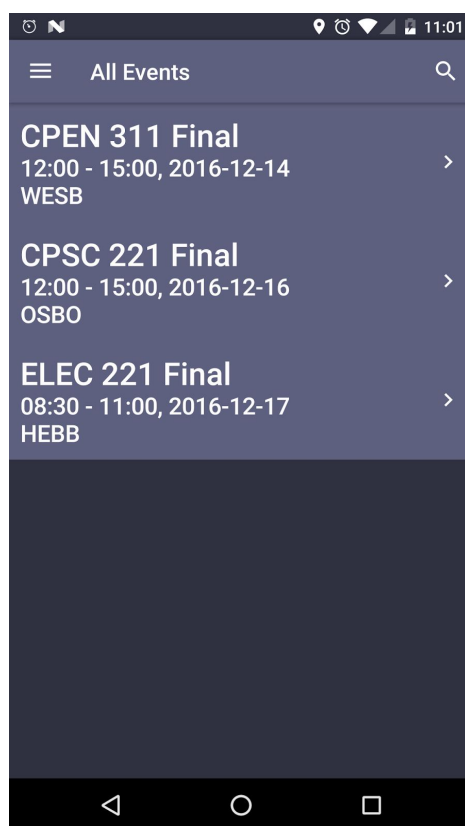 11:01
All Events
CPEN 311 Final
12:00 - 15:00, 2016-12-14
WESB
CPSC 221 Final
12:00 - 15:00, 2016-12-16
OSBO
ELEC 221 Final
08:30 - 11:00, 2016-12-17
HEBB